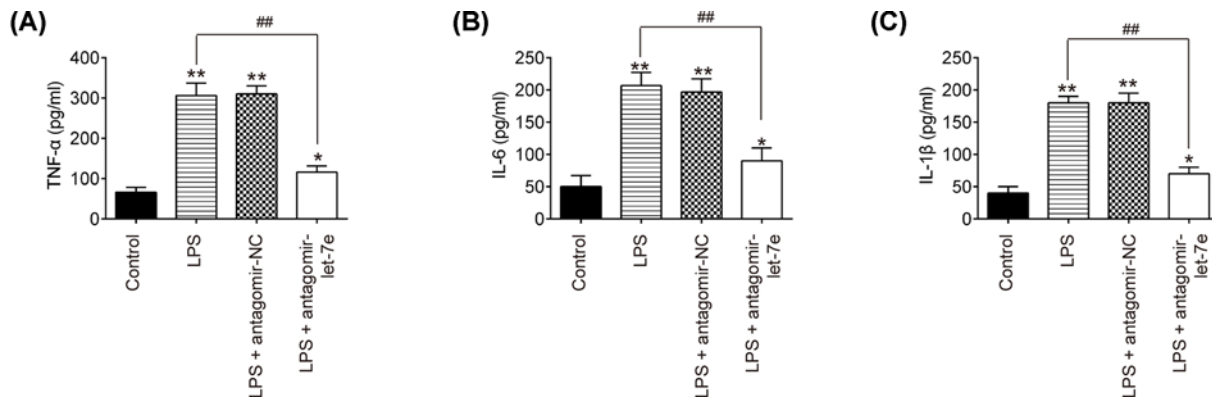 (A)
##
400
300
200
100
0
TNF-α (pg/ml)
**
**
*
Control
LPS
LPS + antagomir-NC
LPS + antagomir-
let-7e
(B)
##
250
200
150
100
50
0
IL-6 (pg/ml)
**
**
*
Control
LPS
LPS + antagomir-NC
LPS + antagomir-
let-7e
(C)
##
250
200
150
100
50
0
IL-1β (pg/ml)
**
**
*
Control
LPS
LPS + antagomir-NC
LPS + antagomir-
let-7e